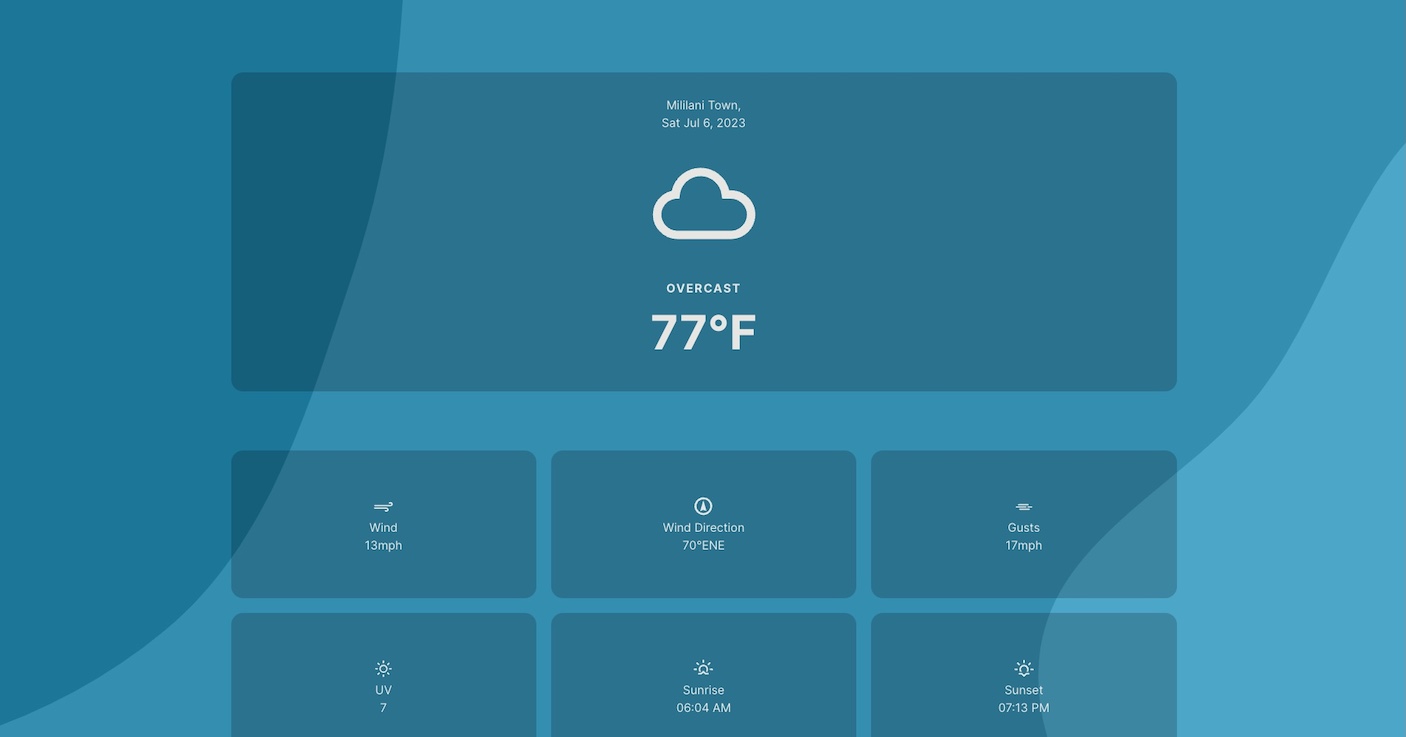 Mililani Town,
Sat Jul 6, 2023
OVERCAST
77°F
Wind
13mph
Wind Direction
70°ENE
Gusts
17mph
UV
7
Sunrise
06:04 AM
Sunset
07:13 PM